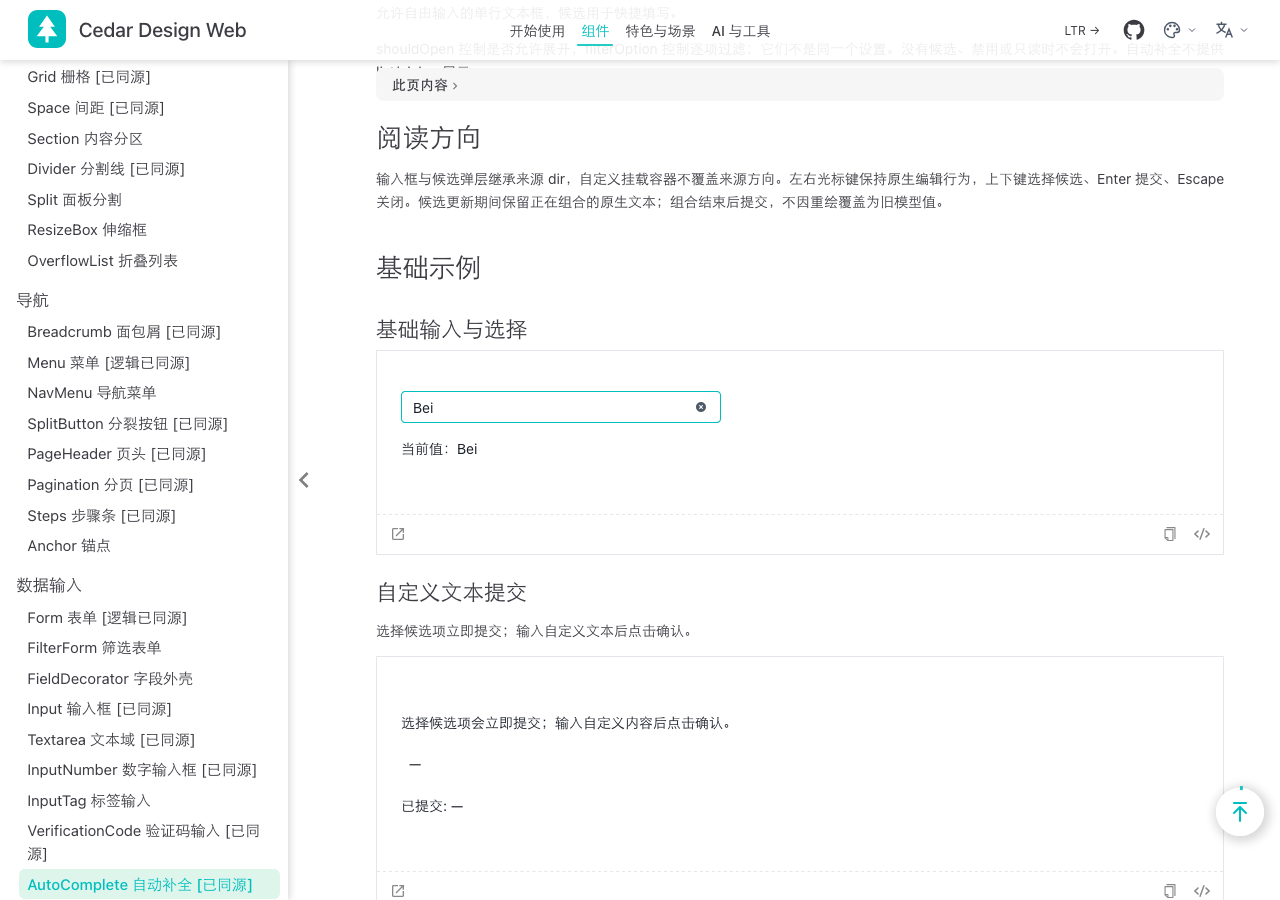 Cedar Design Web
开始使用
组件
特色与场景
AI 与工具
LTR →
允许自由输入的单行文本框，候选用于快捷填写。
shouldOpen 控制是否允许展开，filterOption 控制逐项过滤；它们不是同一个设置。没有候选、禁用或只读时不会打开。自动补全不提供
Grid 栅格 [已同源]
Space 间距 [已同源]
Section 内容分区
Divider 分割线 [已同源]
Split 面板分割
ResizeBox 伸缩框
OverflowList 折叠列表
导航
Breadcrumb 面包屑 [已同源]
Menu 菜单 [逻辑已同源]
NavMenu 导航菜单
SplitButton 分裂按钮 [已同源]
PageHeader 页头 [已同源]
Pagination 分页 [已同源]
Steps 步骤条 [已同源]
Anchor 锚点
数据输入
Form 表单 [逻辑已同源]
FilterForm 筛选表单
FieldDecorator 字段外壳
Input 输入框 [已同源]
Textarea 文本域 [已同源]
InputNumber 数字输入框 [已同源]
InputTag 标签输入
VerificationCode 验证码输入 [已同
源]
AutoComplete 自动补全 [已同源]
此页内容 ›
阅读方向
输入框与候选弹层继承来源 dir，自定义挂载容器不覆盖来源方向。左右光标键保持原生编辑行为，上下键选择候选、Enter 提交、Escape
关闭。候选更新期间保留正在组合的原生文本；组合结束后提交，不因重绘覆盖为旧模型值。
基础示例
基础输入与选择
Bei
当前值：Bei
自定义文本提交
选择候选项立即提交；输入自定义文本后点击确认。
选择候选项会立即提交；输入自定义内容后点击确认。
—
已提交: —